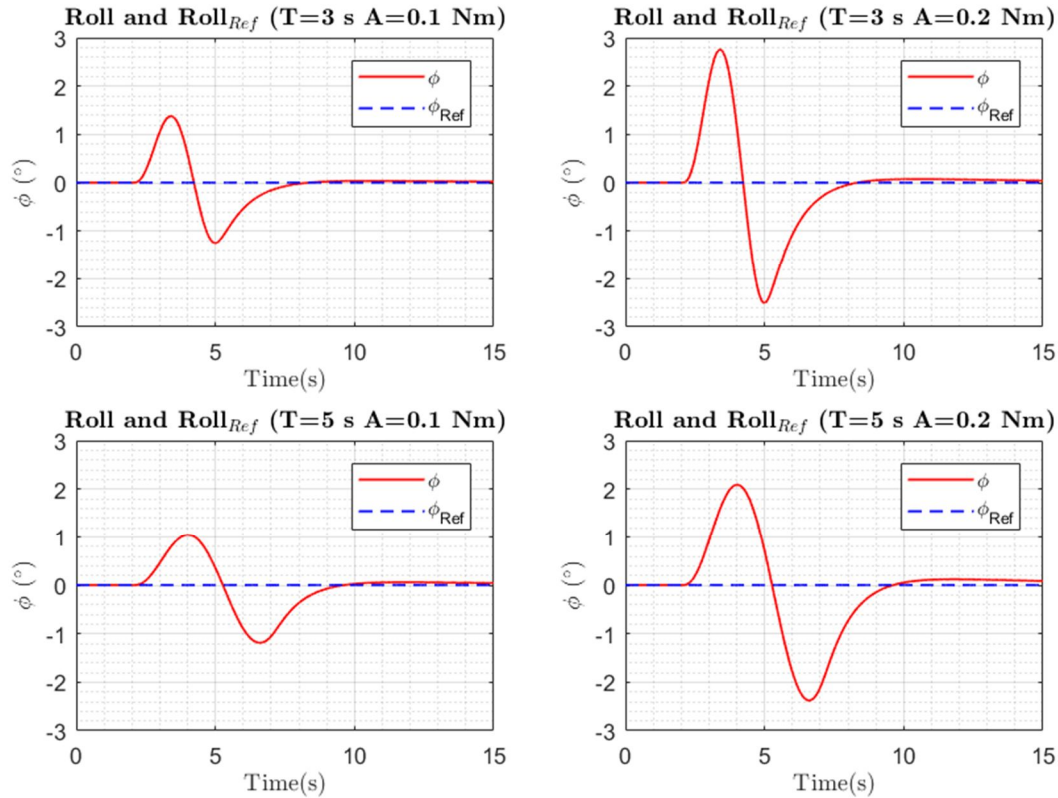 Roll and Roll_Ref (T=3 s A=0.1 Nm)
3
2
1
0
-1
-2
-3
ϕ (°)
ϕ
ϕ_Ref
0 5 10 15
Time(s)
Roll and Roll_Ref (T=3 s A=0.2 Nm)
3
2
1
0
-1
-2
-3
ϕ (°)
ϕ
ϕ_Ref
0 5 10 15
Time(s)
Roll and Roll_Ref (T=5 s A=0.1 Nm)
3
2
1
0
-1
-2
-3
ϕ (°)
ϕ
ϕ_Ref
0 5 10 15
Time(s)
Roll and Roll_Ref (T=5 s A=0.2 Nm)
3
2
1
0
-1
-2
-3
ϕ (°)
ϕ
ϕ_Ref
0 5 10 15
Time(s)